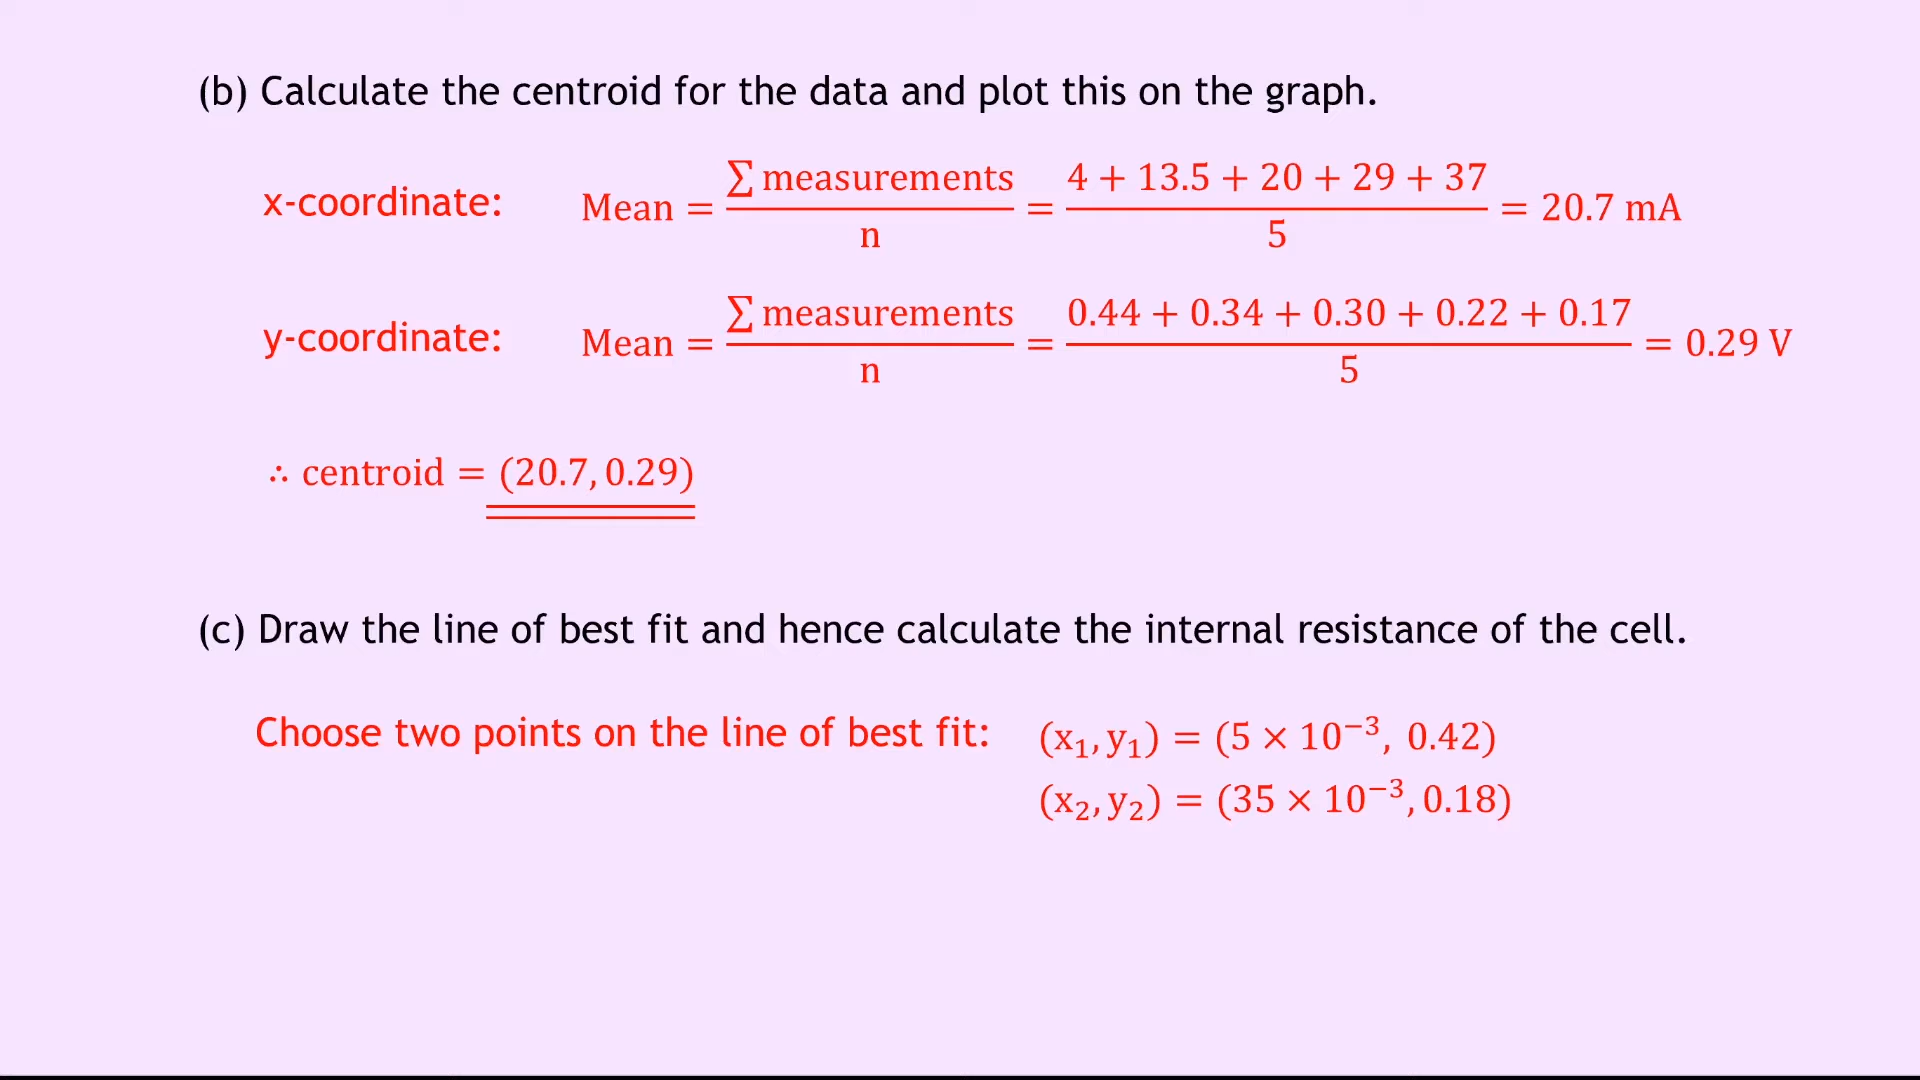 (b) Calculate the centroid for the data and plot this on the graph.
x-coordinate: Mean = ∑ measurements / n = 4 + 13.5 + 20 + 29 + 37 / 5 = 20.7 mA
y-coordinate: Mean = ∑ measurements / n = 0.44 + 0.34 + 0.30 + 0.22 + 0.17 / 5 = 0.29 V
∴ centroid = (20.7, 0.29)
(c) Draw the line of best fit and hence calculate the internal resistance of the cell.
Choose two points on the line of best fit: (x₁, y₁) = (5 × 10⁻³, 0.42)
(x₂, y₂) = (35 × 10⁻³, 0.18)